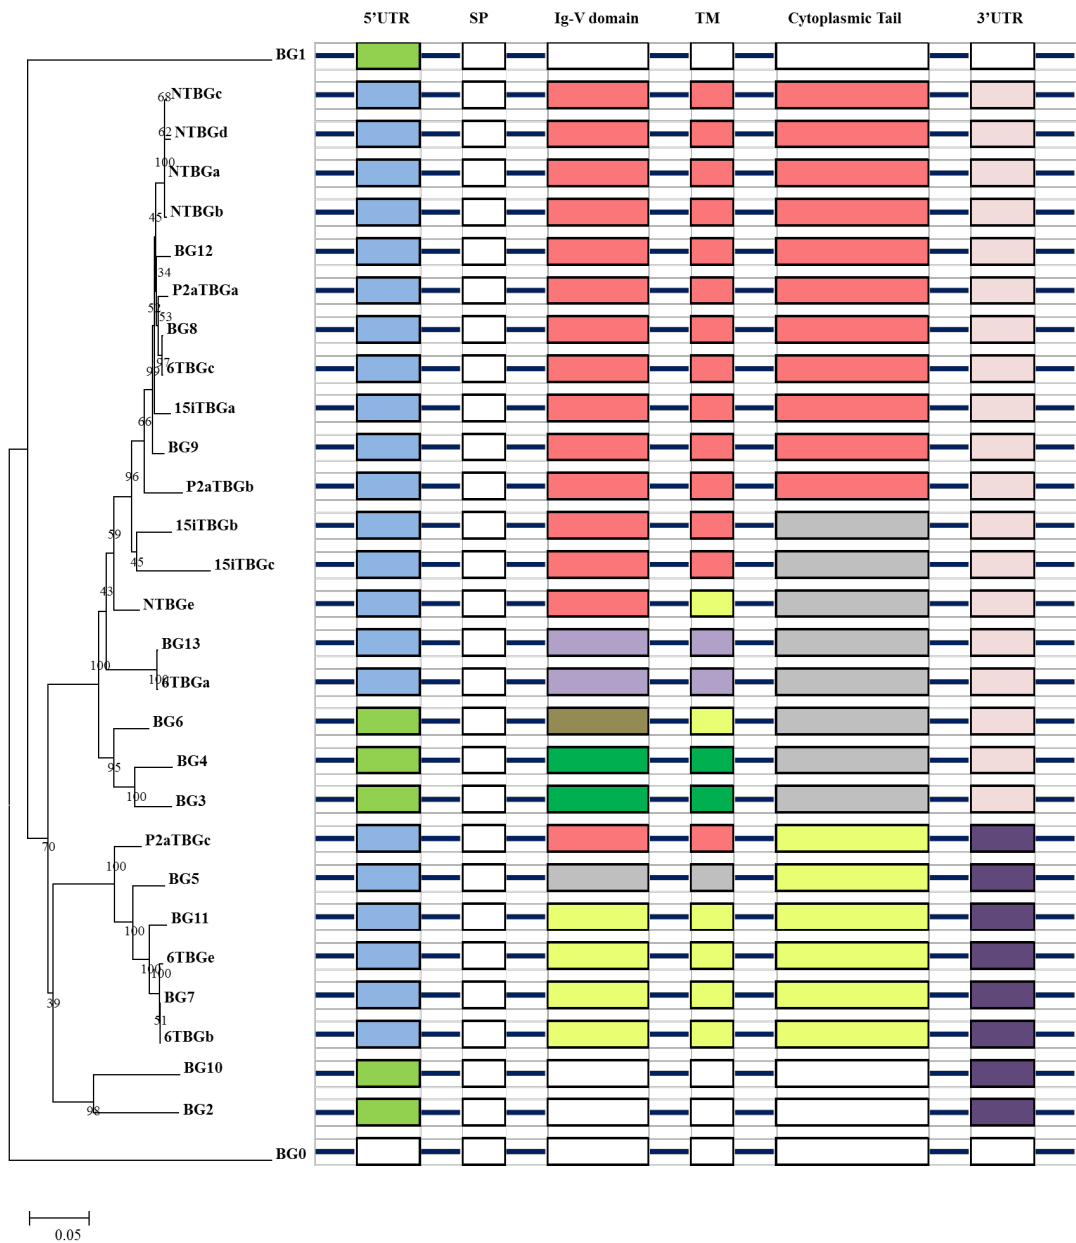 5’UTR SP Ig-V domain TM Cytoplasmic Tail 3’UTR
BG1
68 NTBGc
62 NTBGd
100 NTBGa
45 NTBGb
BG12
34
P2aTBGa
52 53
BG8
97
99 6TBGc
15iTBGa
66
BG9
96 P2aTBGb
15iTBGb
59
45 15iTBGc
43 NTBGe
BG13
100
100 6TBGa
BG6
95 BG4
100 BG3
70 P2aTBGc
100
BG5
BG11
100
6TBGe
100 100
39 BG7
51
6TBGb
BG10
98 BG2
BG0
0.05